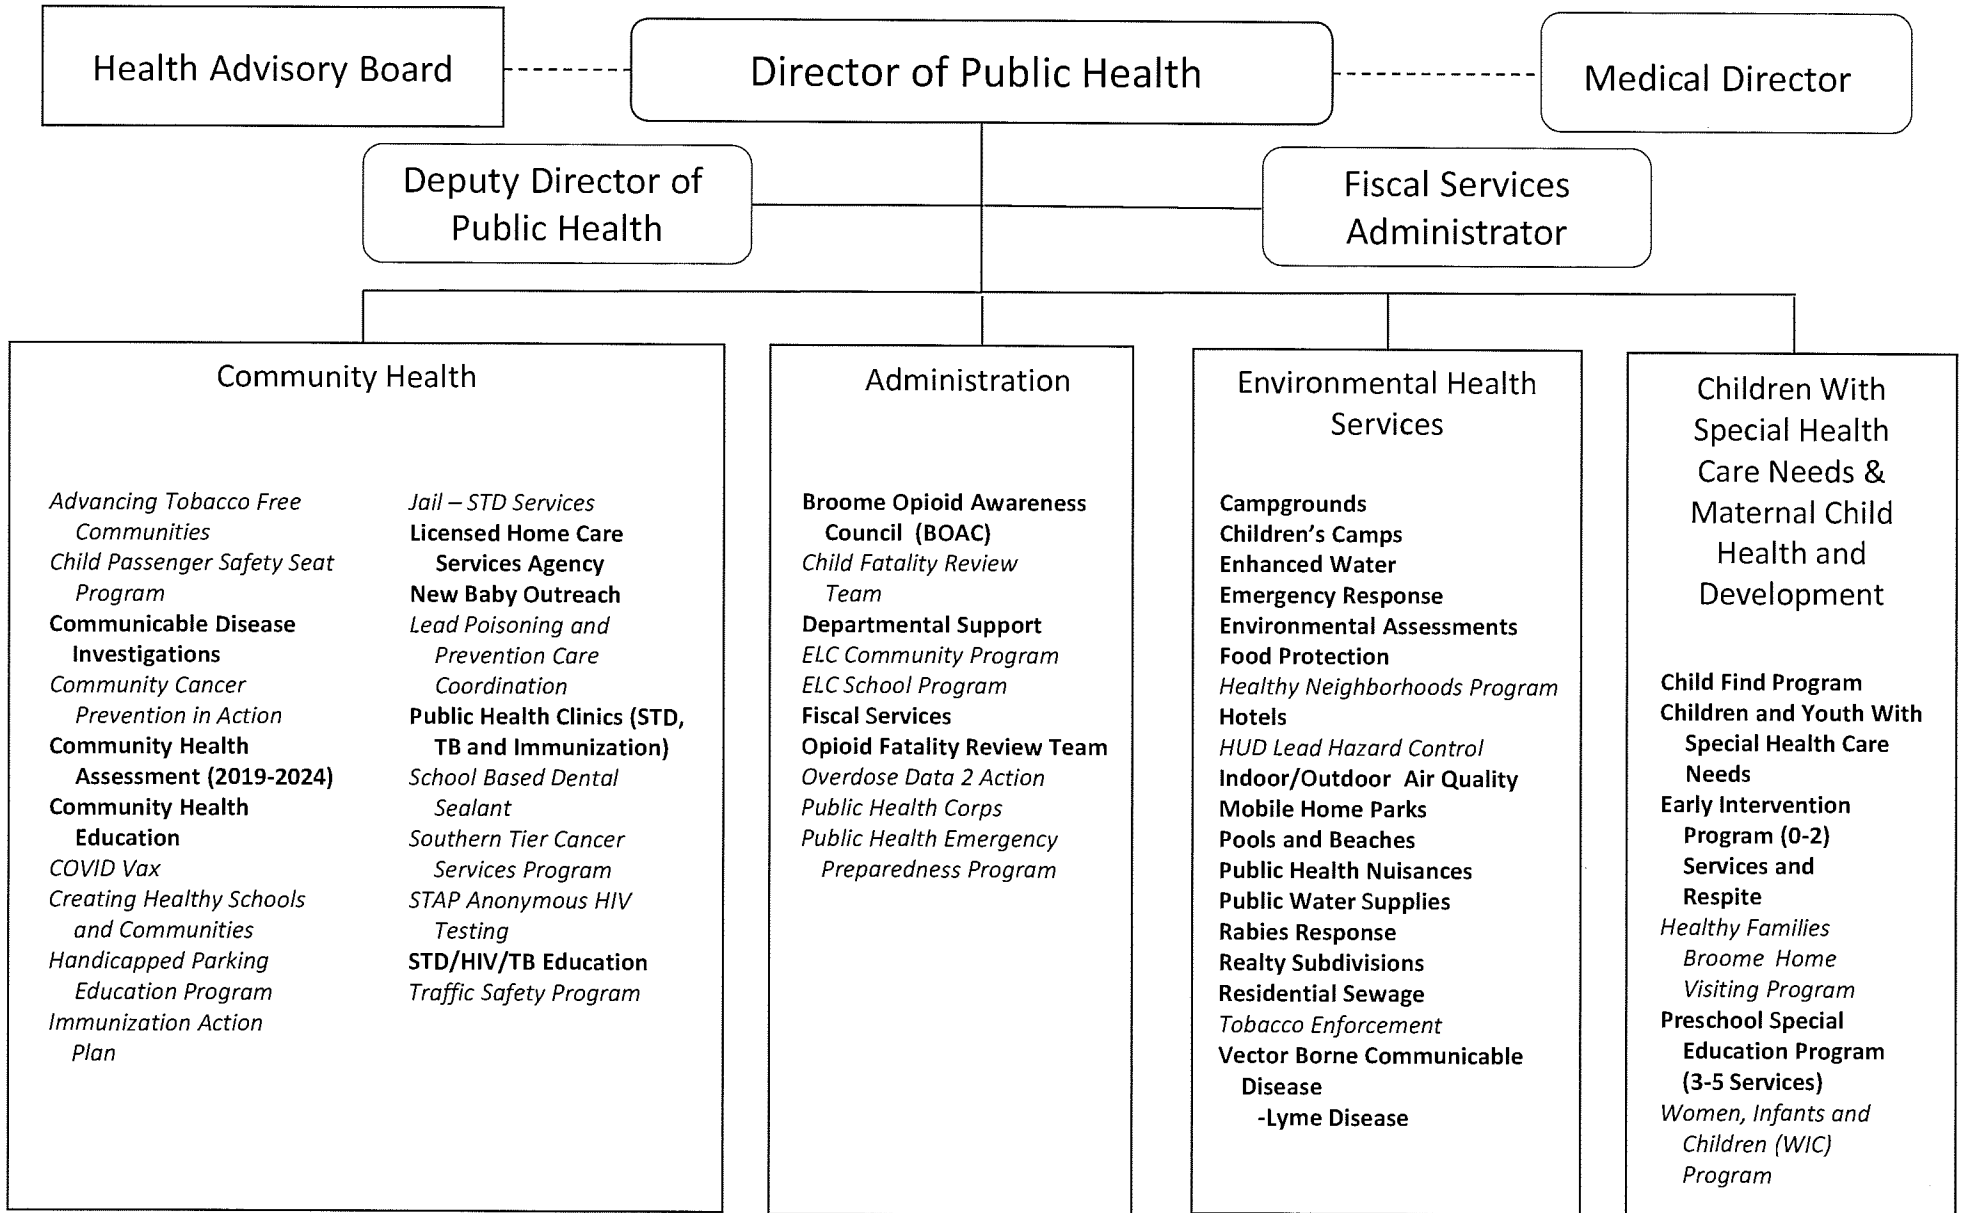 Health Advisory Board
Director of Public Health
Medical Director
Deputy Director of
Public Health
Fiscal Services
Administrator
Community Health
Advancing Tobacco Free
Communities
Child Passenger Safety Seat
Program
Communicable Disease
Investigations
Community Cancer
Prevention in Action
Community Health
Assessment (2019-2024)
Community Health
Education
COVID Vax
Creating Healthy Schools
and Communities
Handicapped Parking
Education Program
Immunization Action
Plan
Jail – STD Services
Licensed Home Care
Services Agency
New Baby Outreach
Lead Poisoning and
Prevention Care
Coordination
Public Health Clinics (STD,
TB and Immunization)
School Based Dental
Sealant
Southern Tier Cancer
Services Program
STAP Anonymous HIV
Testing
STD/HIV/TB Education
Traffic Safety Program
Administration
Broome Opioid Awareness
Council (BOAC)
Child Fatality Review
Team
Departmental Support
ELC Community Program
ELC School Program
Fiscal Services
Opioid Fatality Review Team
Overdose Data 2 Action
Public Health Corps
Public Health Emergency
Preparedness Program
Environmental Health
Services
Campgrounds
Children's Camps
Enhanced Water
Emergency Response
Environmental Assessments
Food Protection
Healthy Neighborhoods Program
Hotels
HUD Lead Hazard Control
Indoor/Outdoor Air Quality
Mobile Home Parks
Pools and Beaches
Public Health Nuisances
Public Water Supplies
Rabies Response
Realty Subdivisions
Residential Sewage
Tobacco Enforcement
Vector Borne Communicable
Disease
-Lyme Disease
Children With
Special Health
Care Needs &
Maternal Child
Health and
Development
Child Find Program
Children and Youth With
Special Health Care
Needs
Early Intervention
Program (0-2)
Services and
Respite
Healthy Families
Broome Home
Visiting Program
Preschool Special
Education Program
(3-5 Services)
Women, Infants and
Children (WIC)
Program